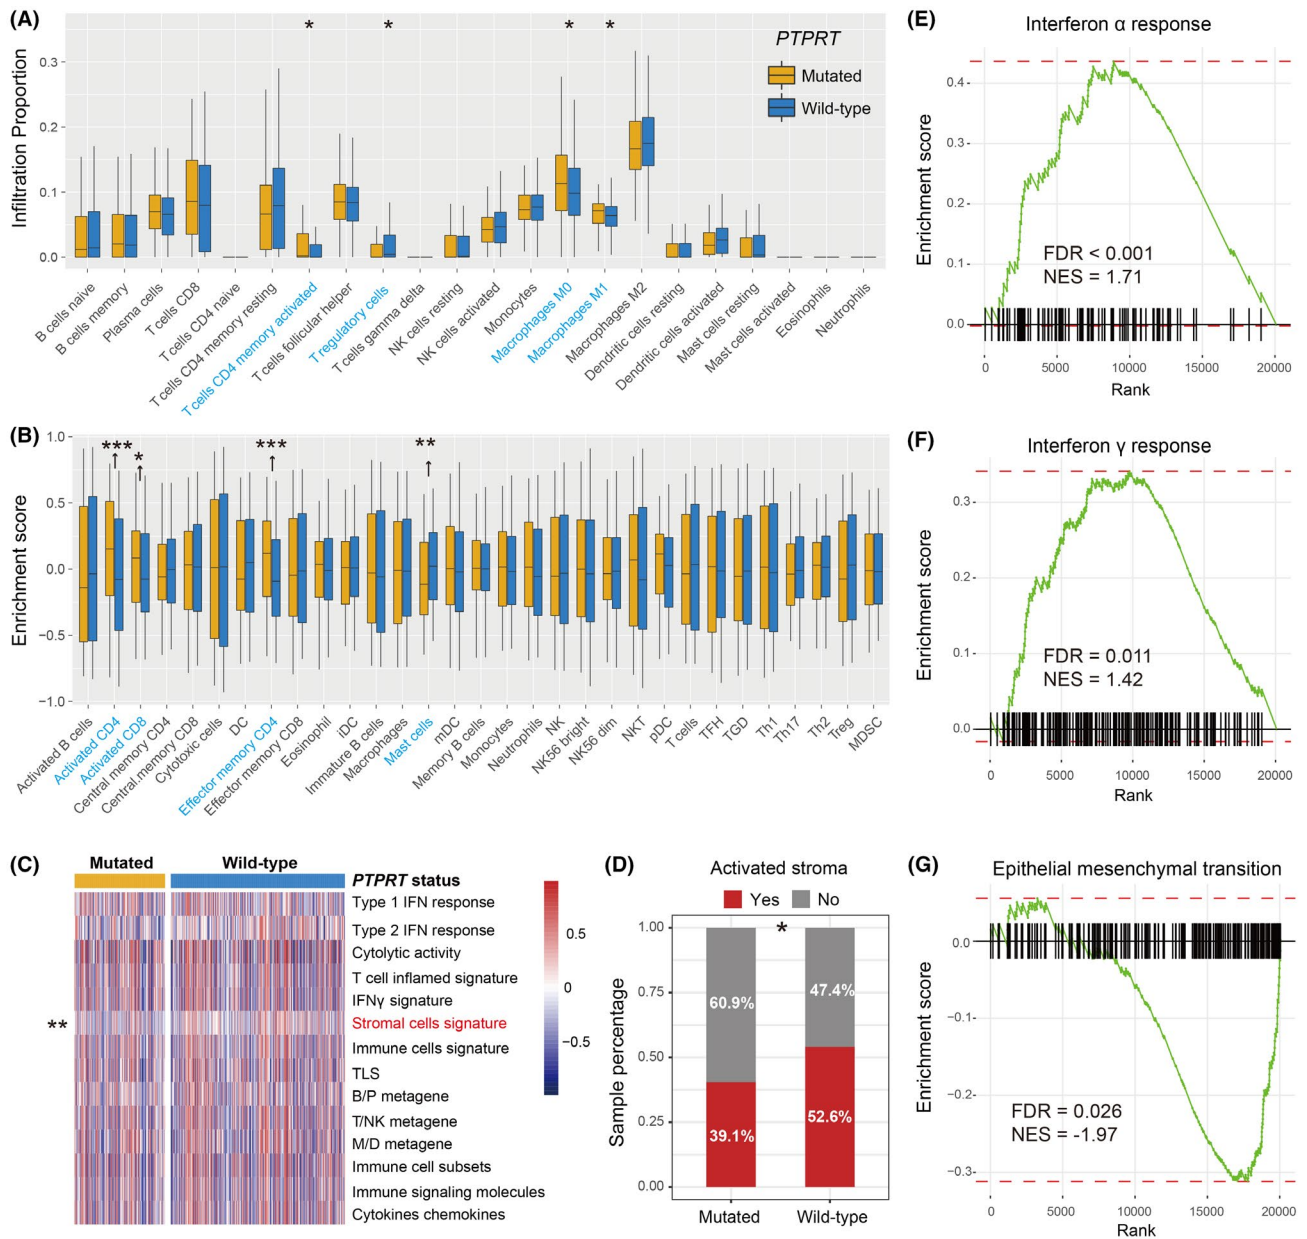 (A)
* * * *
PTPRT
Mutated
Wild-type
Infiltration Proportion
0.3
0.2
0.1
0.0
B cells naive
B cells memory
Plasma cells
T cells CD8
T cells CD4 naive
T cells CD4 memory resting
T cells CD4 memory activated
T cells follicular helper
T regulatory cells
T cells gamma delta
NK cells resting
NK cells activated
Monocytes
Macrophages M0
Macrophages M1
Macrophages M2
Dendritic cells resting
Dendritic cells activated
Mast cells resting
Mast cells activated
Eosinophils
Neutrophils
(B)
*** * *** **
Enrichment score
1.0
0.5
0.0
−0.5
−1.0
Activated B cells
Activated CD4
Activated CD8
Central memory CD4
Central.memory CD8
Cytotoxic cells
DC
Effector memory CD4
Effector memory CD8
Eosinophil
iDC
Immature B cells
Macrophages
Mast cells
mDC
Memory B cells
Monocytes
Neutrophils
NK
NK56 bright
NK56 dim
NKT
pDC
T cells
TFH
TGD
Th1
Th17
Th2
Treg
MDSC
(C)
Mutated
Wild-type
PTPRT status
Type 1 IFN response
Type 2 IFN response
Cytolytic activity
T cell inflamed signature
IFNγ signature
** Stromal cells signature
Immune cells signature
TLS
B/P metagene
T/NK metagene
M/D metagene
Immune cell subsets
Immune signaling molecules
Cytokines chemokines
0.5
0
−0.5
(D)
Activated stroma
Yes No
*
Sample percentage
1.00
0.75
0.50
0.25
0.00
60.9%
47.4%
39.1%
52.6%
Mutated Wild-type
(E)
Interferon α response
Enrichment score
0.4
0.3
0.2
0.1
0.0
FDR < 0.001
NES = 1.71
0 5000 10000 15000 20000
Rank
(F)
Interferon γ response
Enrichment score
0.3
0.2
0.1
0.0
FDR = 0.011
NES = 1.42
0 5000 10000 15000 20000
Rank
(G)
Epithelial mesenchymal transition
Enrichment score
0.0
−0.1
−0.2
−0.3
FDR = 0.026
NES = -1.97
0 5000 10000 15000 20000
Rank